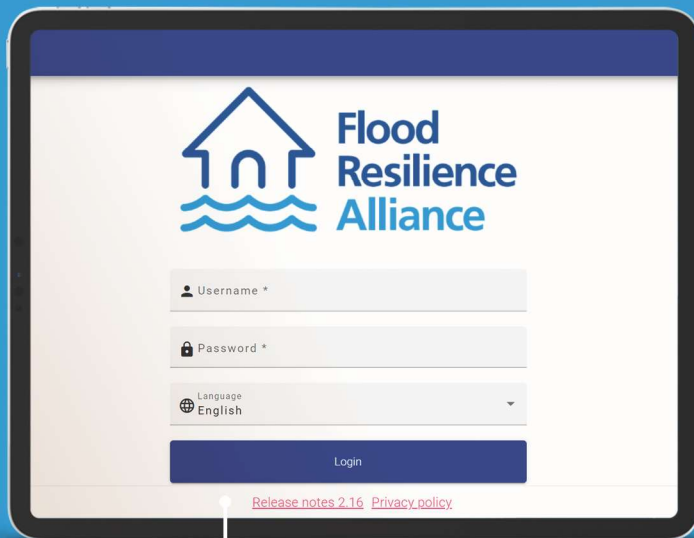 Flood
Resilience
Alliance
Username *
Password *
Language
English
Login
Release notes 2.16 Privacy policy